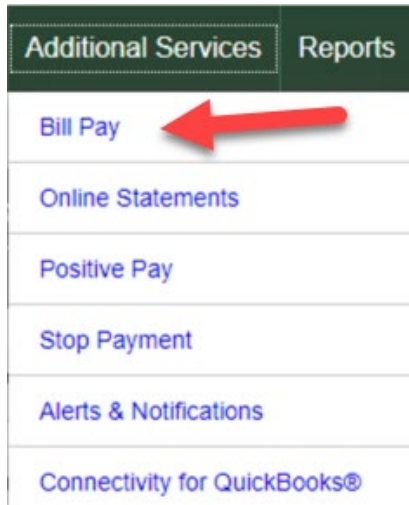 Additional Services Reports
Bill Pay
Online Statements
Positive Pay
Stop Payment
Alerts & Notifications
Connectivity for QuickBooks®